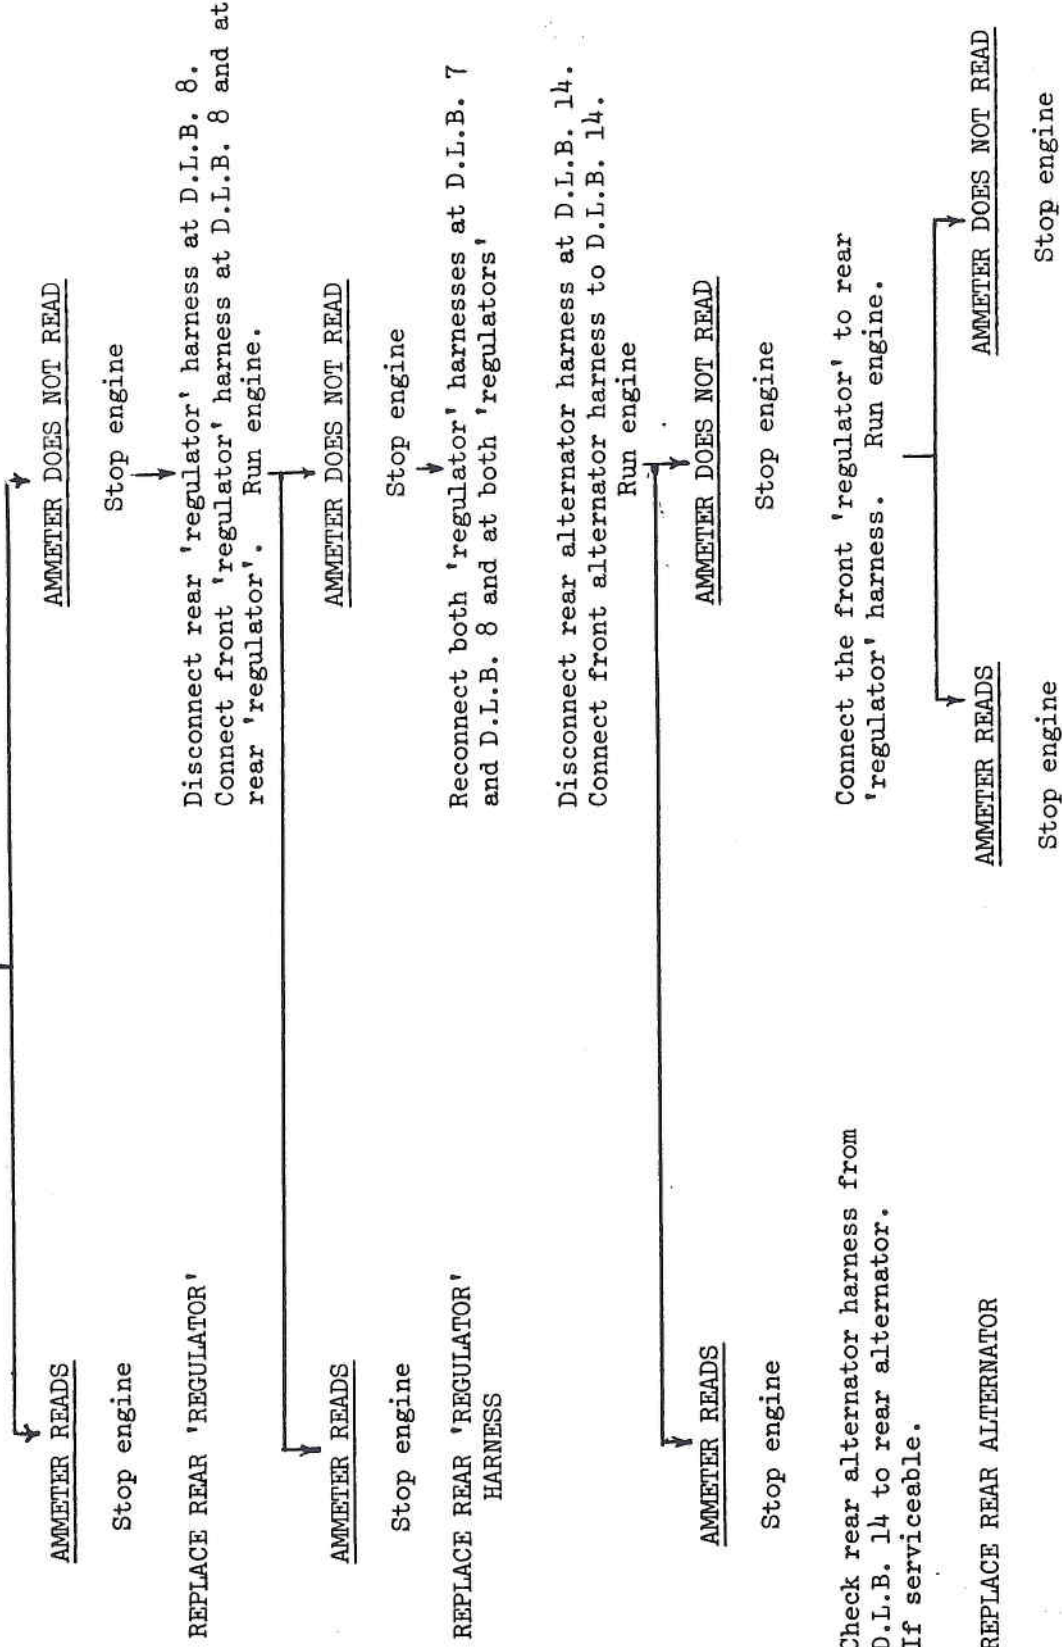 AMMETER READS
AMMETER DOES NOT READ
Stop engine
Stop engine
REPLACE REAR 'REGULATOR'
Disconnect rear 'regulator' harness at D.L.B. 8.
Connect front 'regulator' harness at D.L.B. 8 and at
rear 'regulator'. Run engine.
AMMETER READS
AMMETER DOES NOT READ
Stop engine
Stop engine
REPLACE REAR 'REGULATOR'
HARNESS
Reconnect both 'regulator' harnesses at D.L.B. 7
and D.L.B. 8 and at both 'regulators'
Disconnect rear alternator harness at D.L.B. 14.
Connect front alternator harness to D.L.B. 14.
Run engine
AMMETER READS
AMMETER DOES NOT READ
Stop engine
Stop engine
Check rear alternator harness from
D.L.B. 14 to rear alternator.
If serviceable.
REPLACE REAR ALTERNATOR
Connect the front 'regulator' to rear
'regulator' harness. Run engine.
AMMETER READS
AMMETER DOES NOT READ
Stop engine
Stop engine